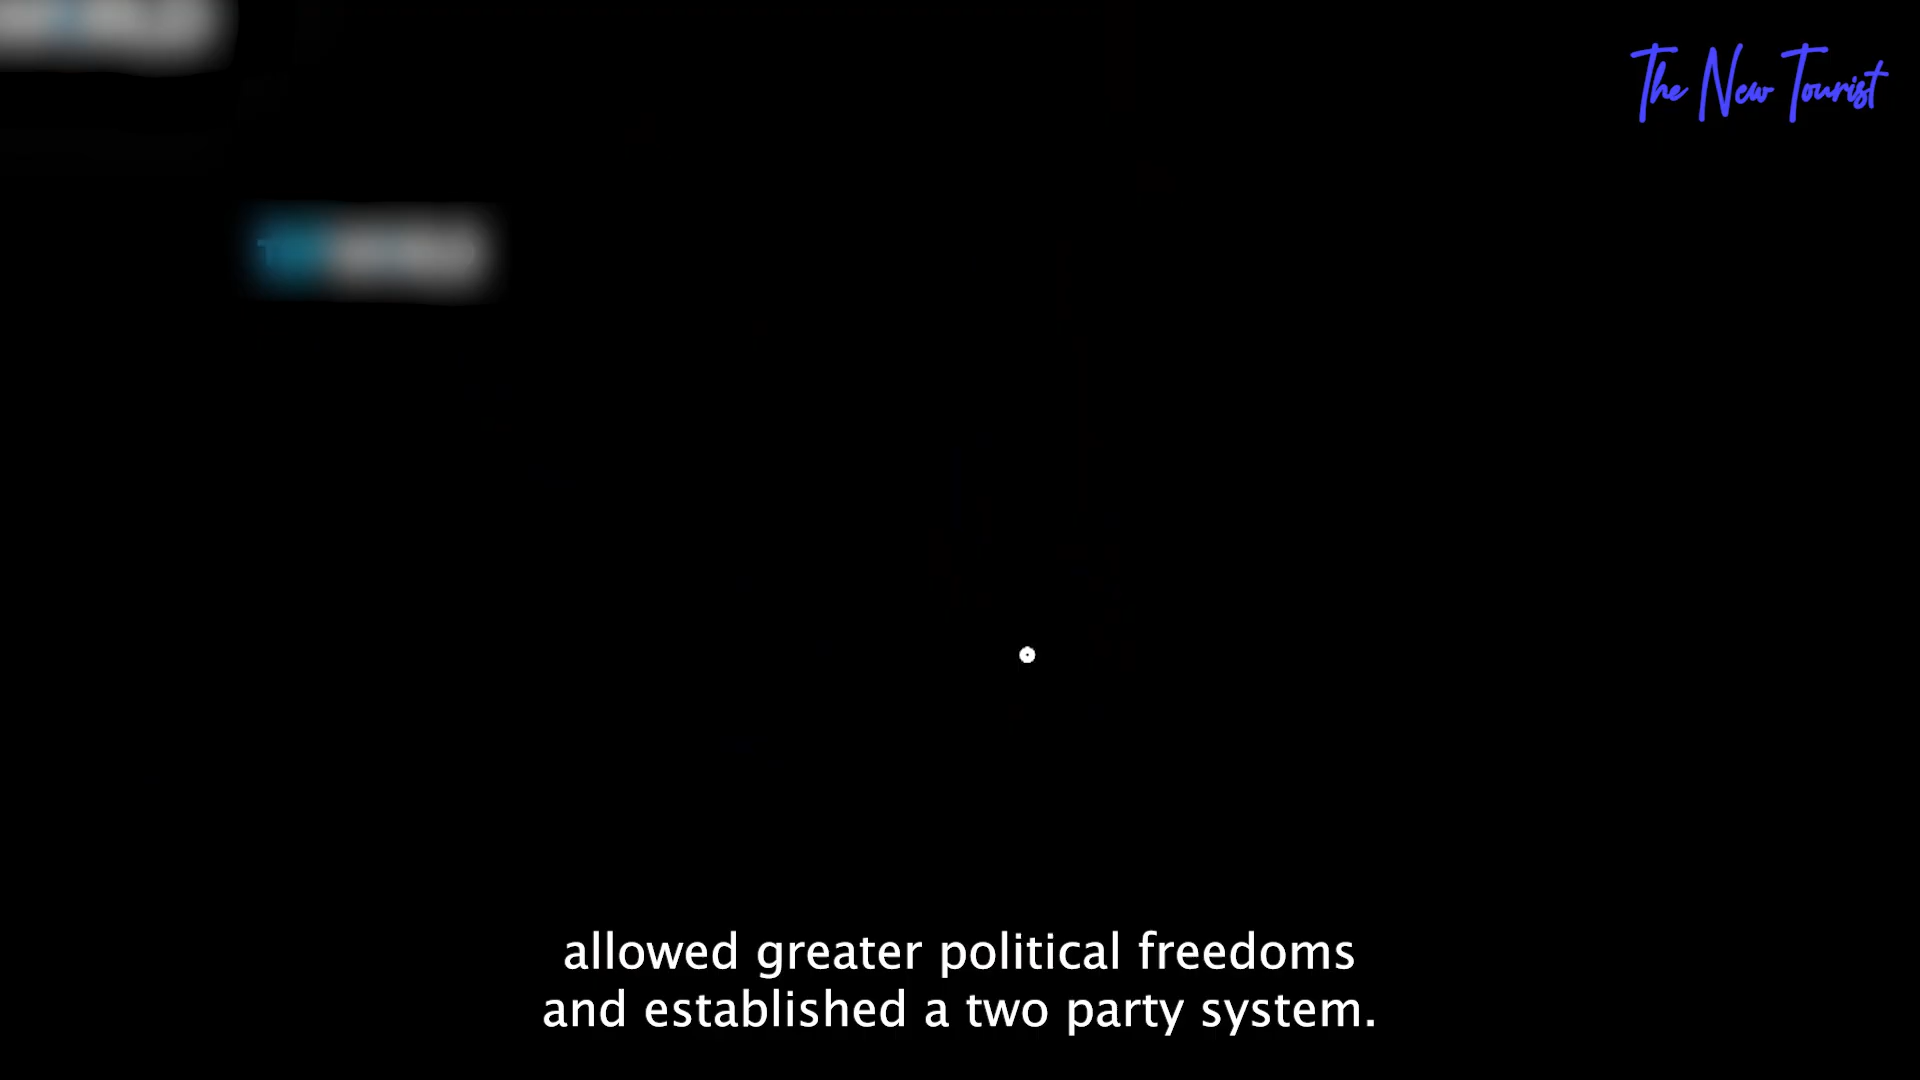 The New Tourist
allowed greater political freedoms
and established a two party system.